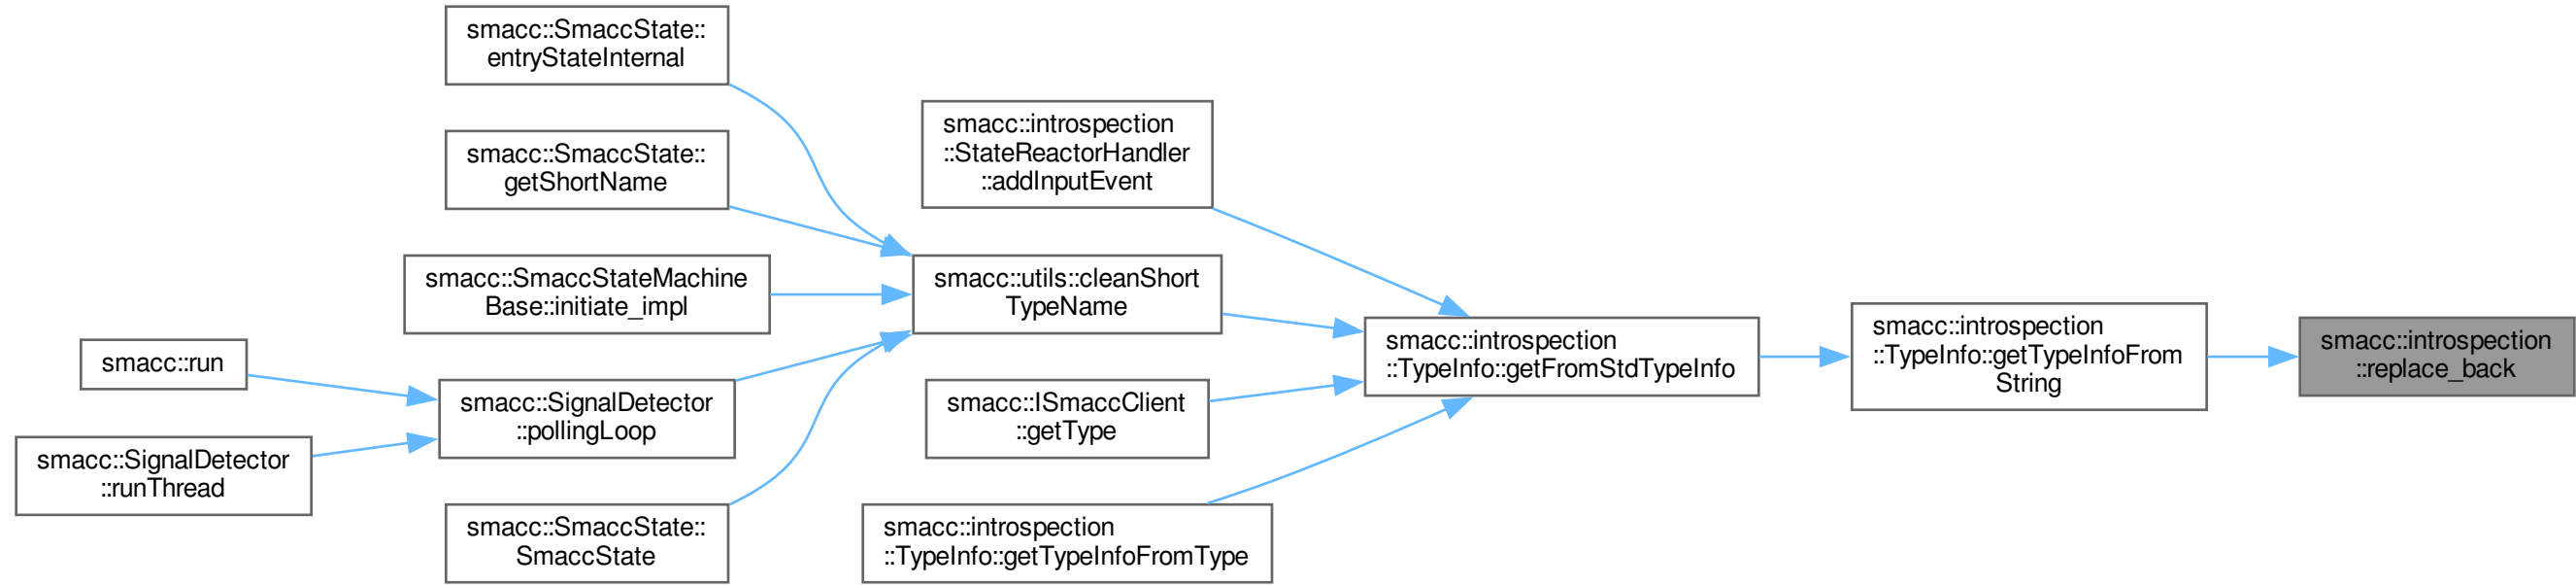 smacc::SmaccState::
entryStateInternal
smacc::SmaccState::
getShortName
smacc::SmaccStateMachine
Base::initiate_impl
smacc::run
smacc::SignalDetector
::pollingLoop
smacc::SignalDetector
::runThread
smacc::SmaccState::
SmaccState
smacc::introspection
::StateReactorHandler
::addInputEvent
smacc::utils::cleanShort
TypeName
smacc::ISmaccClient
::getType
smacc::introspection
::TypeInfo::getTypeInfoFromType
smacc::introspection
::TypeInfo::getFromStdTypeInfo
smacc::introspection
::TypeInfo::getTypeInfoFrom
String
smacc::introspection
::replace_back